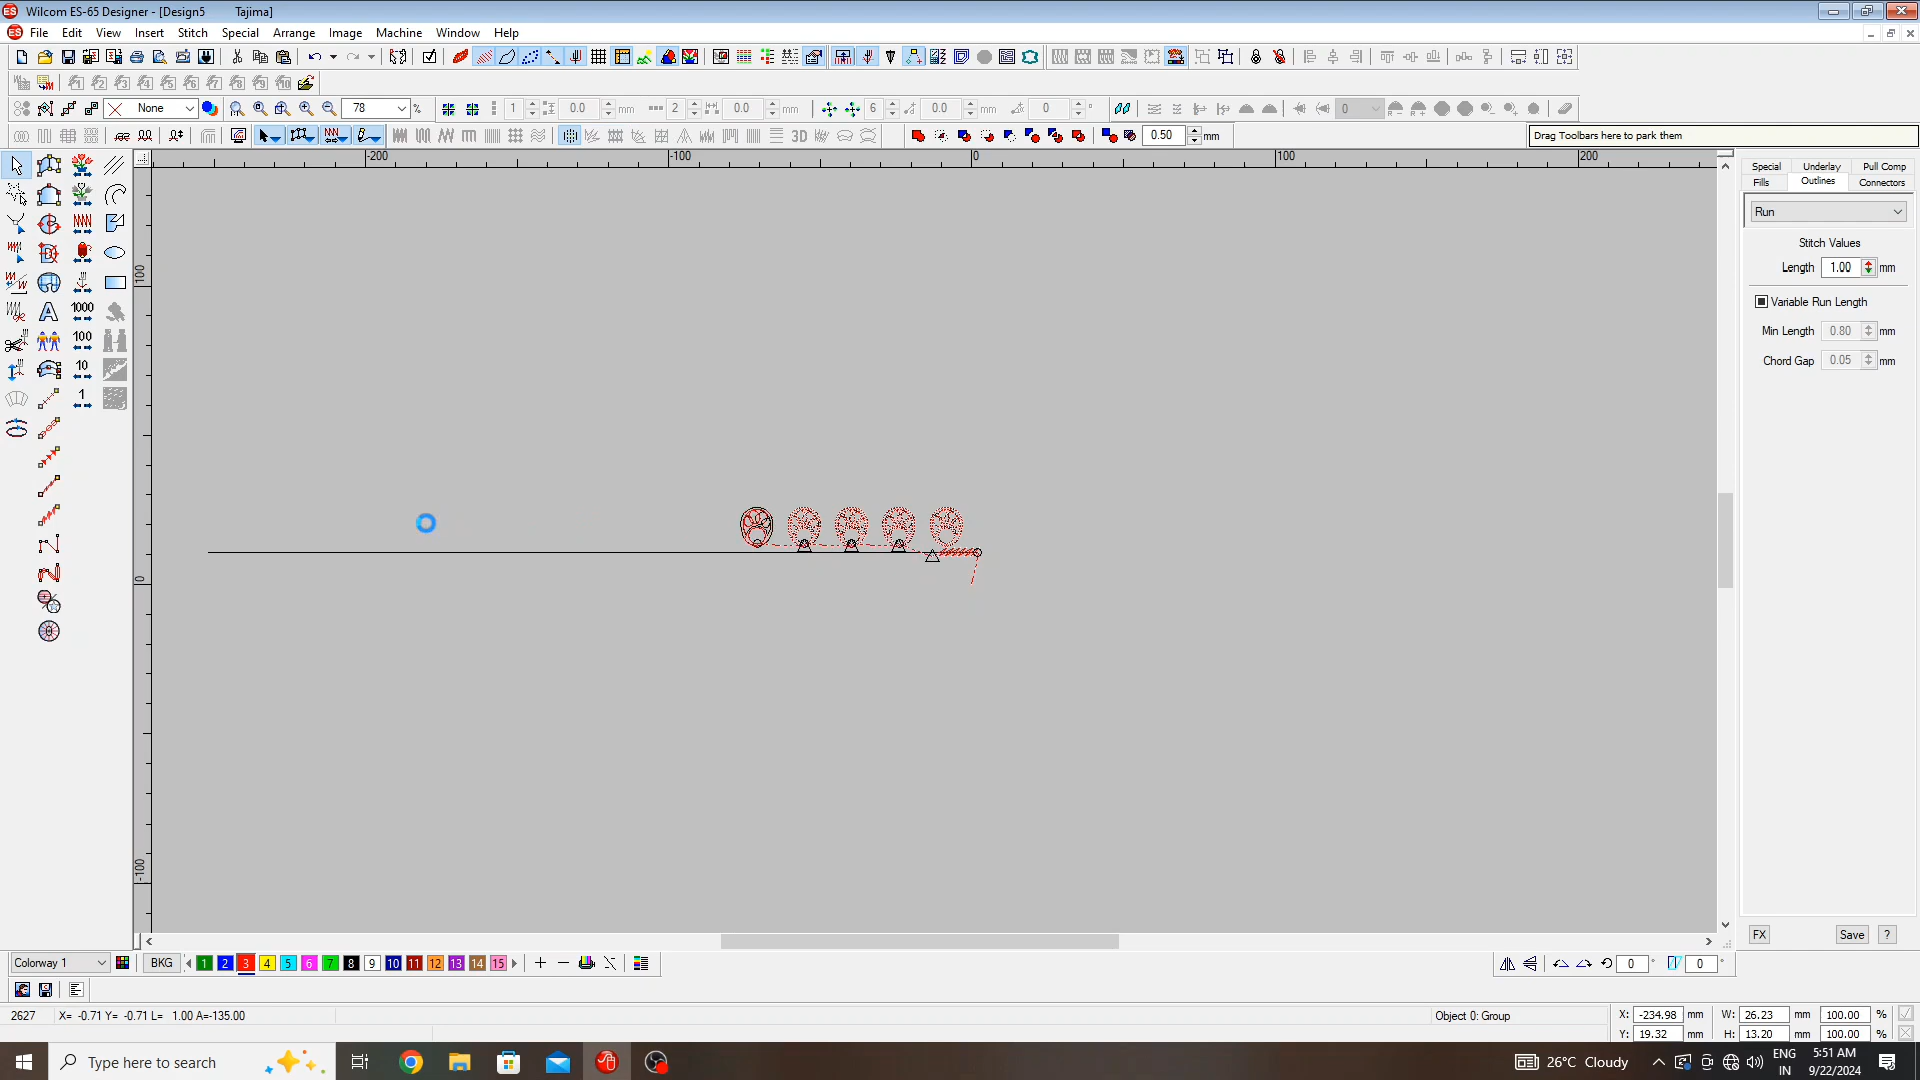 Wilcom ES-65 Designer - [Design5 Tajima]
File Edit View Insert Stitch Special Arrange Image Machine Window Help
None 78 % 1 0.0 mm 2 0.0 mm 6 0.0 mm 0 ° 0
3D 0.50 mm Drag Toolbars here to park them
-200 -100 0 100 200
100
0
-100
1000
100
10
1
Special Underlay Pull Comp
Fills Outlines Connectors
Run
Stitch Values
Length 1.00 mm
Variable Run Length
Min Length 0.80 mm
Chord Gap 0.05 mm
FX Save ?
Colorway 1 BKG 1 2 3 4 5 6 7 8 9 10 11 12 13 14 15 0 ° 0 °
2627 X= -0.71 Y= -0.71 L= 1.00 A=-135.00 Object 0: Group
X: -234.98 mm W: 26.23 mm 100.00 %
Y: 19.32 mm H: 13.20 mm 100.00 %
Type here to search
26°C Cloudy ENG IN 5:51 AM 9/22/2024